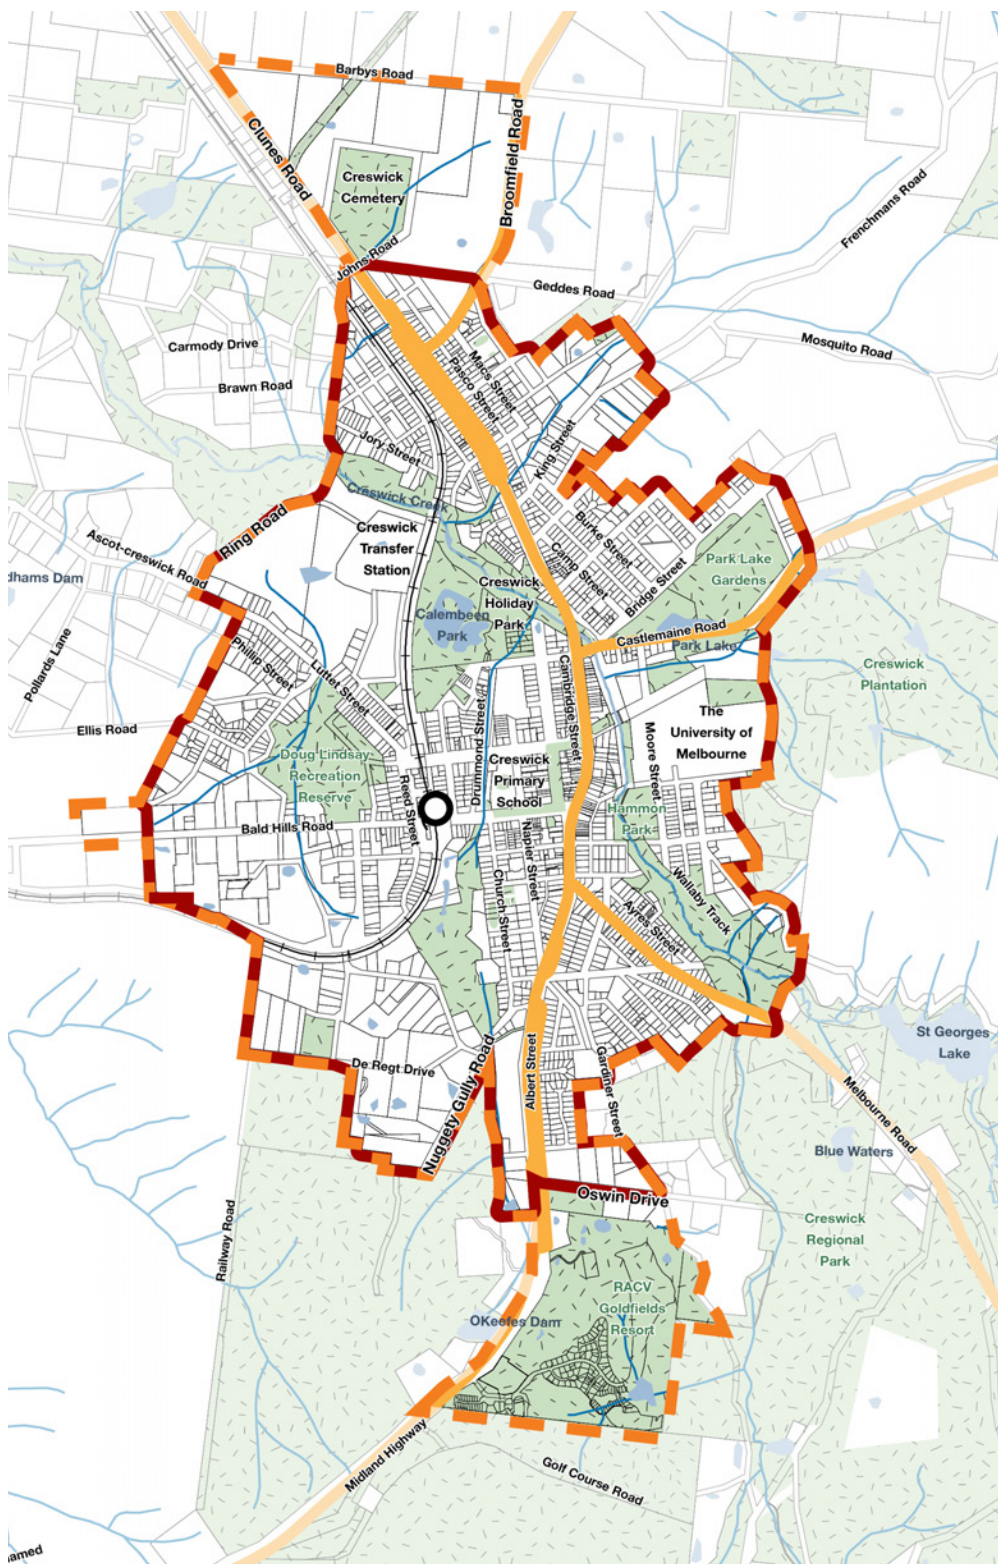 Barbys Road
Clunes Road
Broomfield Road
Creswick
Cemetery
Frenchmans Road
Johns Road
Geddes Road
Carmody Drive
Mosquito Road
Macs Street
Pasco Street
Brawn Road
King Street
Jory Street
Creswick Creek
Ring Road
Creswick
Transfer
Station
Burke Street
Ascot-creswick Road
Camp Street
Park Lake
Gardens
dhams Dam
Creswick
Holiday
Park
Bridge Street
Calembeen
Park
Castlemaine Road
Park Lake
Pollards Lane
Phillip Street
Luttet Street
Cambridge Street
Creswick
Plantation
Drummond Street
The
University of
Melbourne
Moore Street
Ellis Road
Doug Lindsay
Recreation
Reserve
Creswick
Primary
School
Reed Street
Hammon
Park
Bald Hills Road
Napier Street
Church Street
Wallaby Track
Ayres Street
St Georges
Lake
De Regt Drive
Nuggety Gully Road
Albert Street
Gardiner Street
Melbourne Road
Blue Waters
Oswin Drive
Railway Road
Creswick
Regional
Park
RACV
Goldfields
Resort
OKeefes Dam
Midland Highway
Golf Course Road
amed